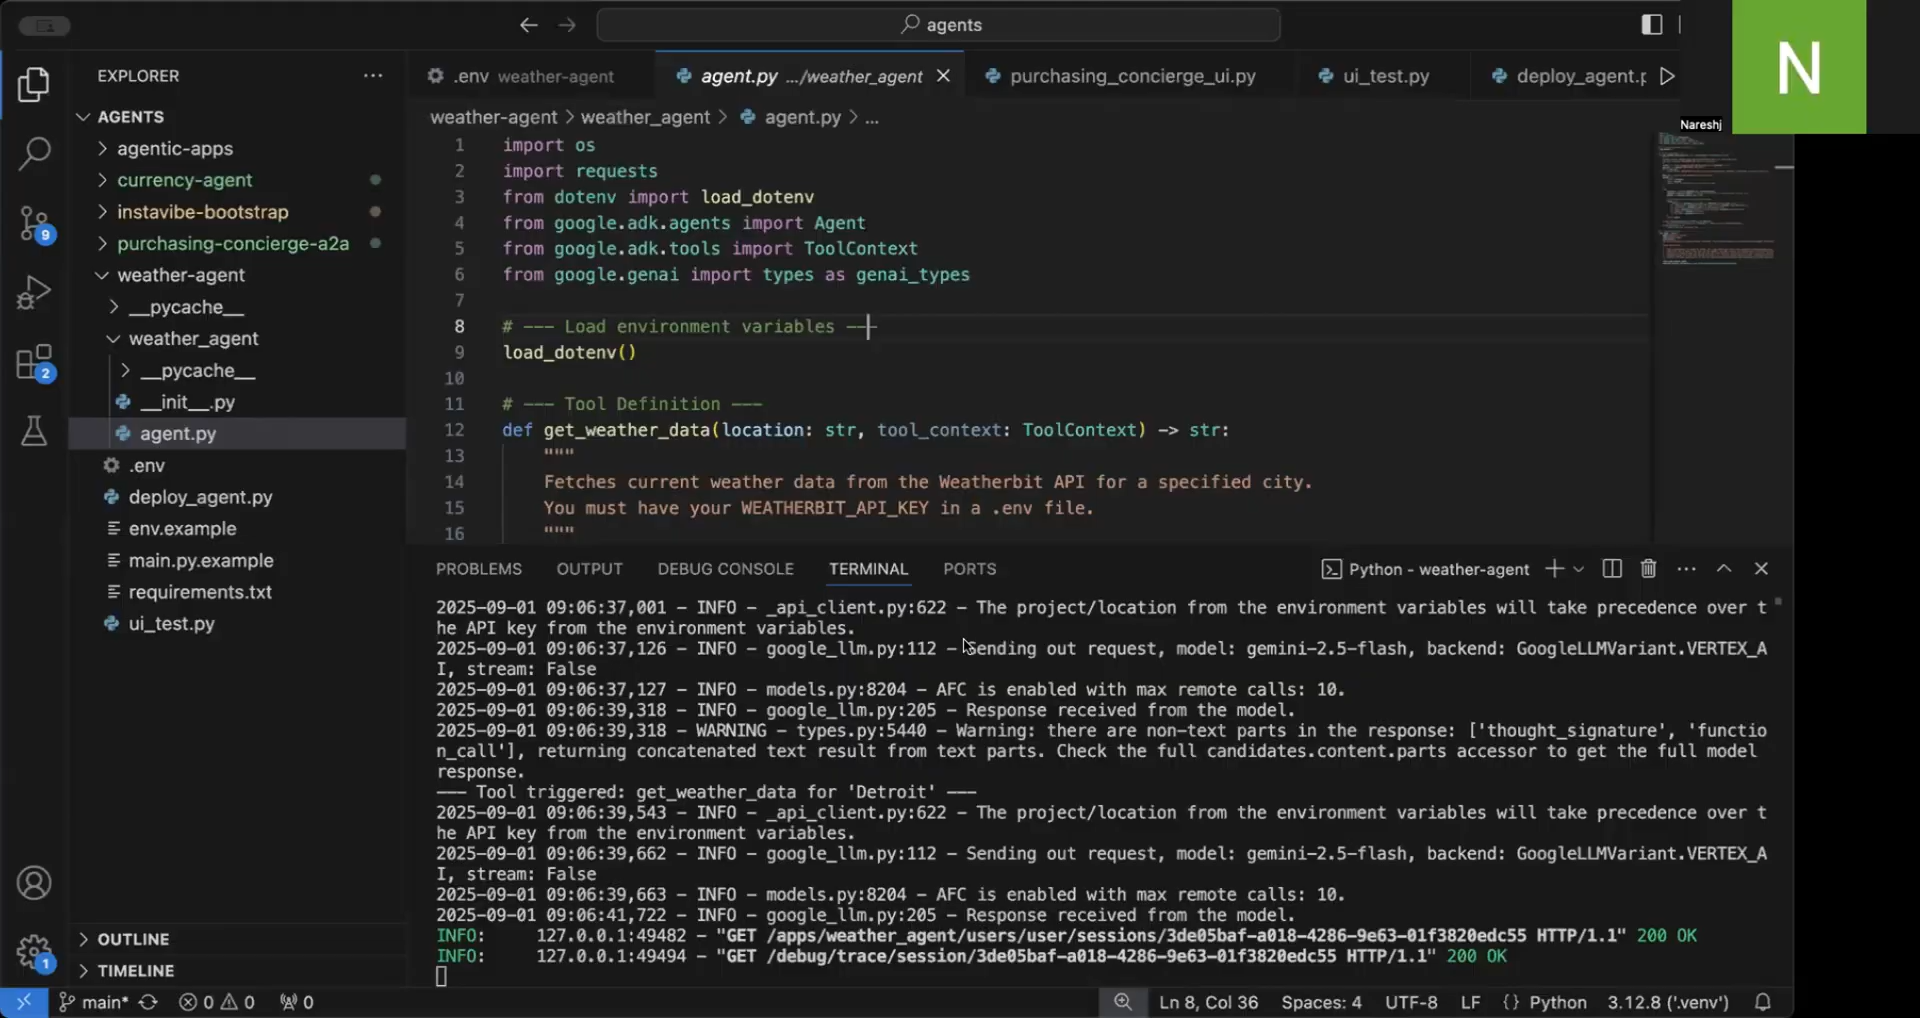 agents
N
Nareshj
EXPLORER
AGENTS
agentic-apps
currency-agent
instavibe-bootstrap
purchasing-concierge-a2a
weather-agent
__pycache__
weather_agent
__pycache__
__init__.py
agent.py
.env
deploy_agent.py
env.example
main.py.example
requirements.txt
ui_test.py
OUTLINE
TIMELINE
9
2
1
.env weather-agent
agent.py .../weather_agent
purchasing_concierge_ui.py
ui_test.py
deploy_agent.p
weather-agent > weather_agent > agent.py > ...
1 import os
2 import requests
3 from dotenv import load_dotenv
4 from google.adk.agents import Agent
5 from google.adk.tools import ToolContext
6 from google.genai import types as genai_types
7
8 # --- Load environment variables ---
9 load_dotenv()
10
11 # --- Tool Definition ---
12 def get_weather_data(location: str, tool_context: ToolContext) -> str:
13 """
14 Fetches current weather data from the Weatherbit API for a specified city.
15 You must have your WEATHERBIT_API_KEY in a .env file.
16 """
PROBLEMS OUTPUT DEBUG CONSOLE TERMINAL PORTS
Python - weather-agent
2025-09-01 09:06:37,001 - INFO - _api_client.py:622 - The project/location from the environment variables will take precedence over t
he API key from the environment variables.
2025-09-01 09:06:37,126 - INFO - google_llm.py:112 - Sending out request, model: gemini-2.5-flash, backend: GoogleLLMVariant.VERTEX_A
I, stream: False
2025-09-01 09:06:37,127 - INFO - models.py:8204 - AFC is enabled with max remote calls: 10.
2025-09-01 09:06:39,318 - INFO - google_llm.py:205 - Response received from the model.
2025-09-01 09:06:39,318 - WARNING - types.py:5440 - Warning: there are non-text parts in the response: ['thought_signature', 'functio
n_call'], returning concatenated text result from text parts. Check the full candidates.content.parts accessor to get the full model
response.
--- Tool triggered: get_weather_data for 'Detroit' ---
2025-09-01 09:06:39,543 - INFO - _api_client.py:622 - The project/location from the environment variables will take precedence over t
he API key from the environment variables.
2025-09-01 09:06:39,662 - INFO - google_llm.py:112 - Sending out request, model: gemini-2.5-flash, backend: GoogleLLMVariant.VERTEX_A
I, stream: False
2025-09-01 09:06:39,663 - INFO - models.py:8204 - AFC is enabled with max remote calls: 10.
2025-09-01 09:06:41,722 - INFO - google_llm.py:205 - Response received from the model.
INFO: 127.0.0.1:49482 - "GET /apps/weather_agent/users/user/sessions/3de05baf-a018-4286-9e63-01f3820edc55 HTTP/1.1" 200 OK
INFO: 127.0.0.1:49494 - "GET /debug/trace/session/3de05baf-a018-4286-9e63-01f3820edc55 HTTP/1.1" 200 OK
main* 0 0 0 Ln 8, Col 36 Spaces: 4 UTF-8 LF {} Python 3.12.8 ('.venv')